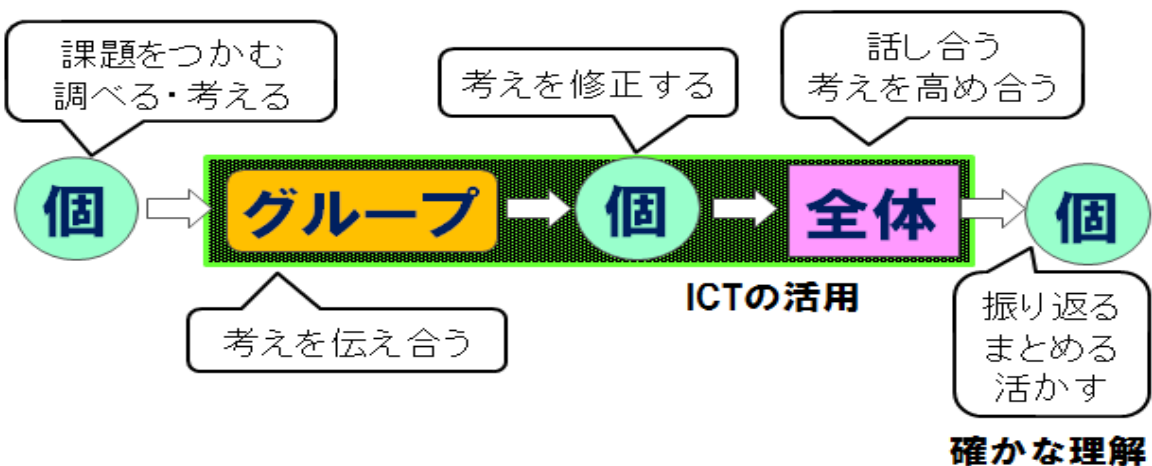 課題をつかむ
調べる・考える
考えを修正する
話し合う
考えを高め合う
個
グループ
個
全体
個
ICTの活用
考えを伝え合う
振り返る
まとめる
活かす
確かな理解